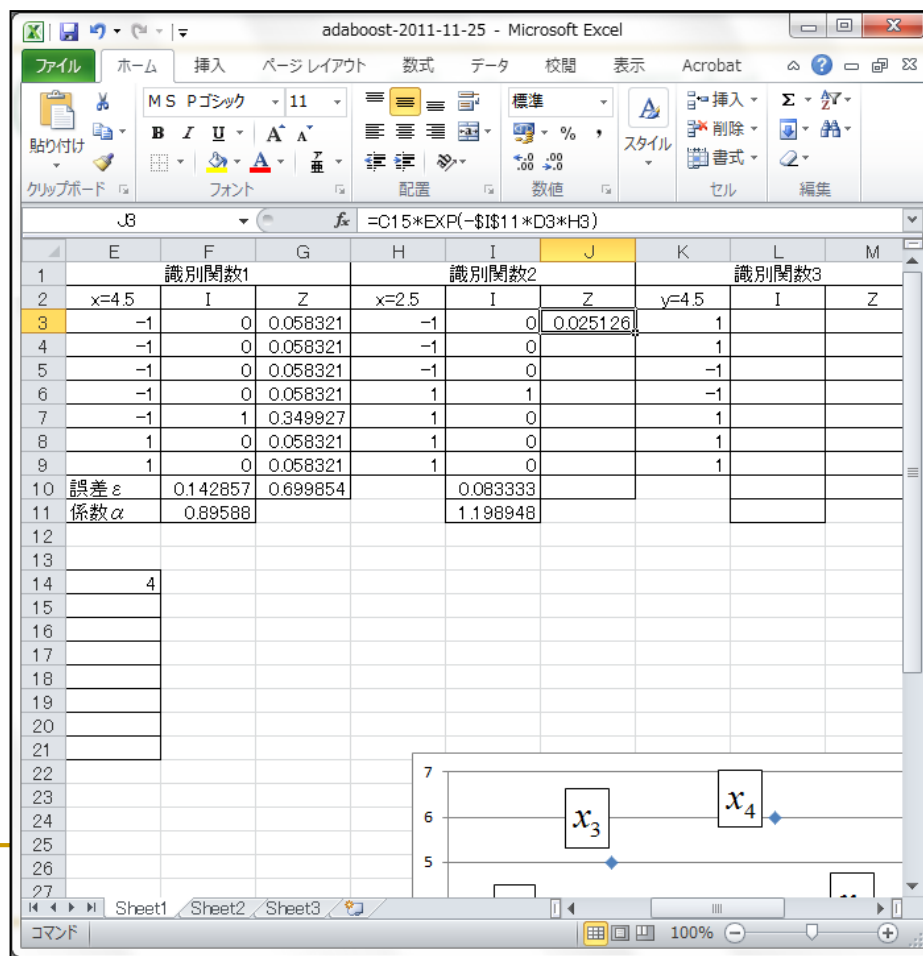 adaboost-2011-11-25 - Microsoft Excel
ファイル ホーム 挿入 ページ レイアウト 数式 データ 校閲 表示 Acrobat
貼り付け
MS Pゴシック 11
B I U A A
A 亜
標準
% ,
スタイル
挿入
削除
書式
Σ
クリップボード フォント 配置 数値 セル 編集
J3 fx =C15*EXP(-$I$11*D3*H3)
E F G H I J K L M
1 識別関数1 識別関数2 識別関数3
2 x=4.5 I Z x=2.5 I Z y=4.5 I Z
3 -1 0 0.058321 -1 0 0.025126 1
4 -1 0 0.058321 -1 0 1
5 -1 0 0.058321 -1 0 -1
6 -1 0 0.058321 1 1 -1
7 -1 1 0.349927 1 0 1
8 1 0 0.058321 1 0 1
9 1 0 0.058321 1 0 1
10 誤差ε 0.142857 0.699854 0.083333
11 係数α 0.89588 1.198948
12
13
14 4
15
16
17
18
19
20
21
22
23
24
25
26
27
7
6
5
x3
x4
Sheet1 Sheet2 Sheet3
コマンド 100%